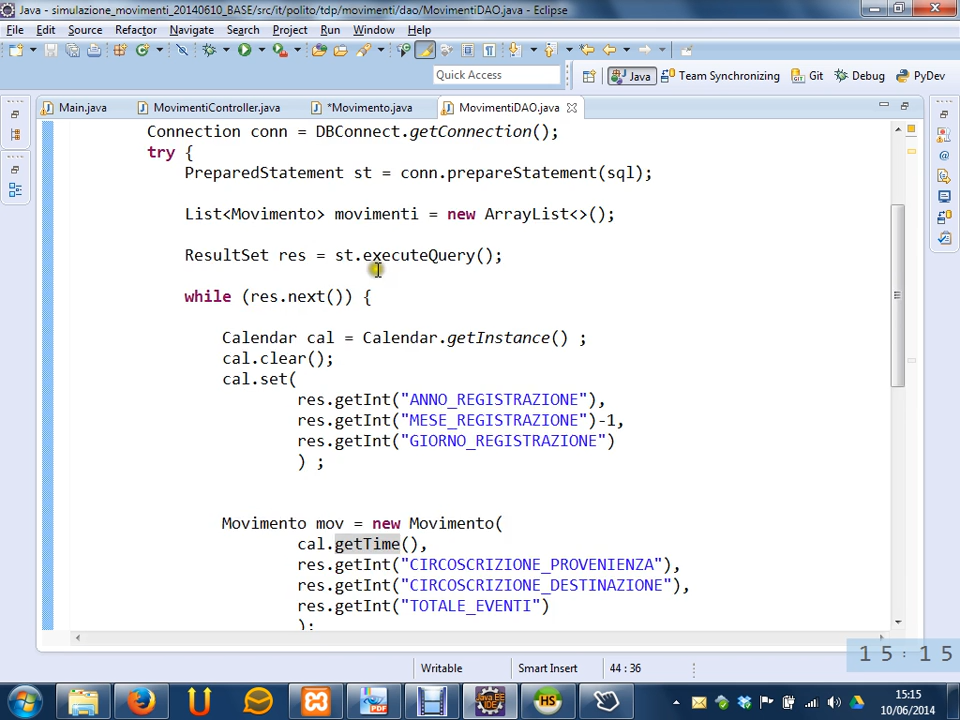 Java - simulazione_movimenti_20140610_BASE/src/it/polito/tdp/movimenti/dao/MovimentiDAO.java - Eclipse
File Edit Source Refactor Navigate Search Project Run Window Help
Quick Access
Java Team Synchronizing Git Debug PyDev
Main.java MovimentiController.java *Movimento.java MovimentiDAO.java
Connection conn = DBConnect.getConnection();
try {
PreparedStatement st = conn.prepareStatement(sql);
List<Movimento> movimenti = new ArrayList<>();
ResultSet res = st.executeQuery();
while (res.next()) {
Calendar cal = Calendar.getInstance() ;
cal.clear();
cal.set(
res.getInt("ANNO_REGISTRAZIONE"),
res.getInt("MESE_REGISTRAZIONE")-1,
res.getInt("GIORNO_REGISTRAZIONE")
) ;
Movimento mov = new Movimento(
cal.getTime(),
res.getInt("CIRCOSCRIZIONE_PROVENIENZA"),
res.getInt("CIRCOSCRIZIONE_DESTINAZIONE"),
res.getInt("TOTALE_EVENTI")
);
15:15
Writable Smart Insert 44 : 36
PDF Java EE IDE HS
15:15
10/06/2014